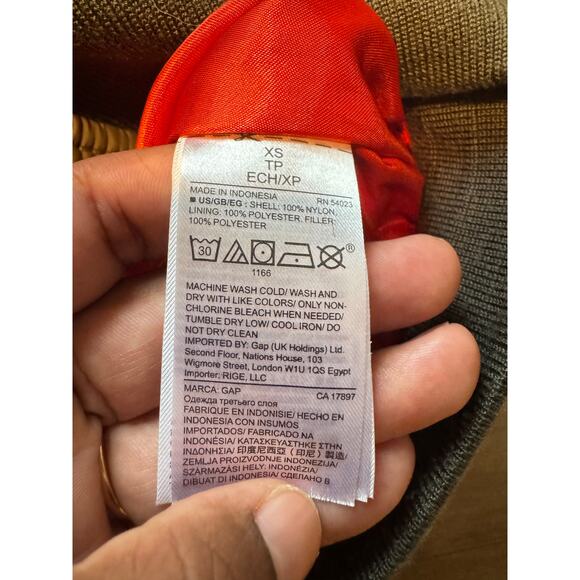 XS
TP
ECH/XP
MADE IN INDONESIA RN 54023
■ US/GB/EG : SHELL: 100% NYLON.
LINING: 100% POLYESTER. FILLER:
100% POLYESTER
30
1166
MACHINE WASH COLD/ WASH AND
DRY WITH LIKE COLORS/ ONLY NON-
CHLORINE BLEACH WHEN NEEDED/
TUMBLE DRY LOW/ COOL IRON/ DO
NOT DRY CLEAN
IMPORTED BY: Gap (UK Holdings) Ltd.
Second Floor, Nations House, 103
Wigmore Street, London W1U 1QS Egypt
Importer, RIGE, LLC
MARCA: GAP CA 17897
Одежда третьего слоя
FABRIQUE EN INDONISIE/ HECHO EN
INDONESIA CON INSUMOS
IMPORTADOS/ FABRICADO NA
INDONÉSIA/ ΚΑΤΑΣΚΕΥΑΣΤΗΚΕ ΣΤΗΝ
ΙΝΔΟΝΗΣΙΑ/ 印度尼西亞（印尼）製造/
ZEMLJA PROIZVODNJE INDONEZIJA/
SZÁRMAZÁSI HELY: INDONÉZIA/
DIBUAT DI INDONESIA/ СДЕЛАНО В